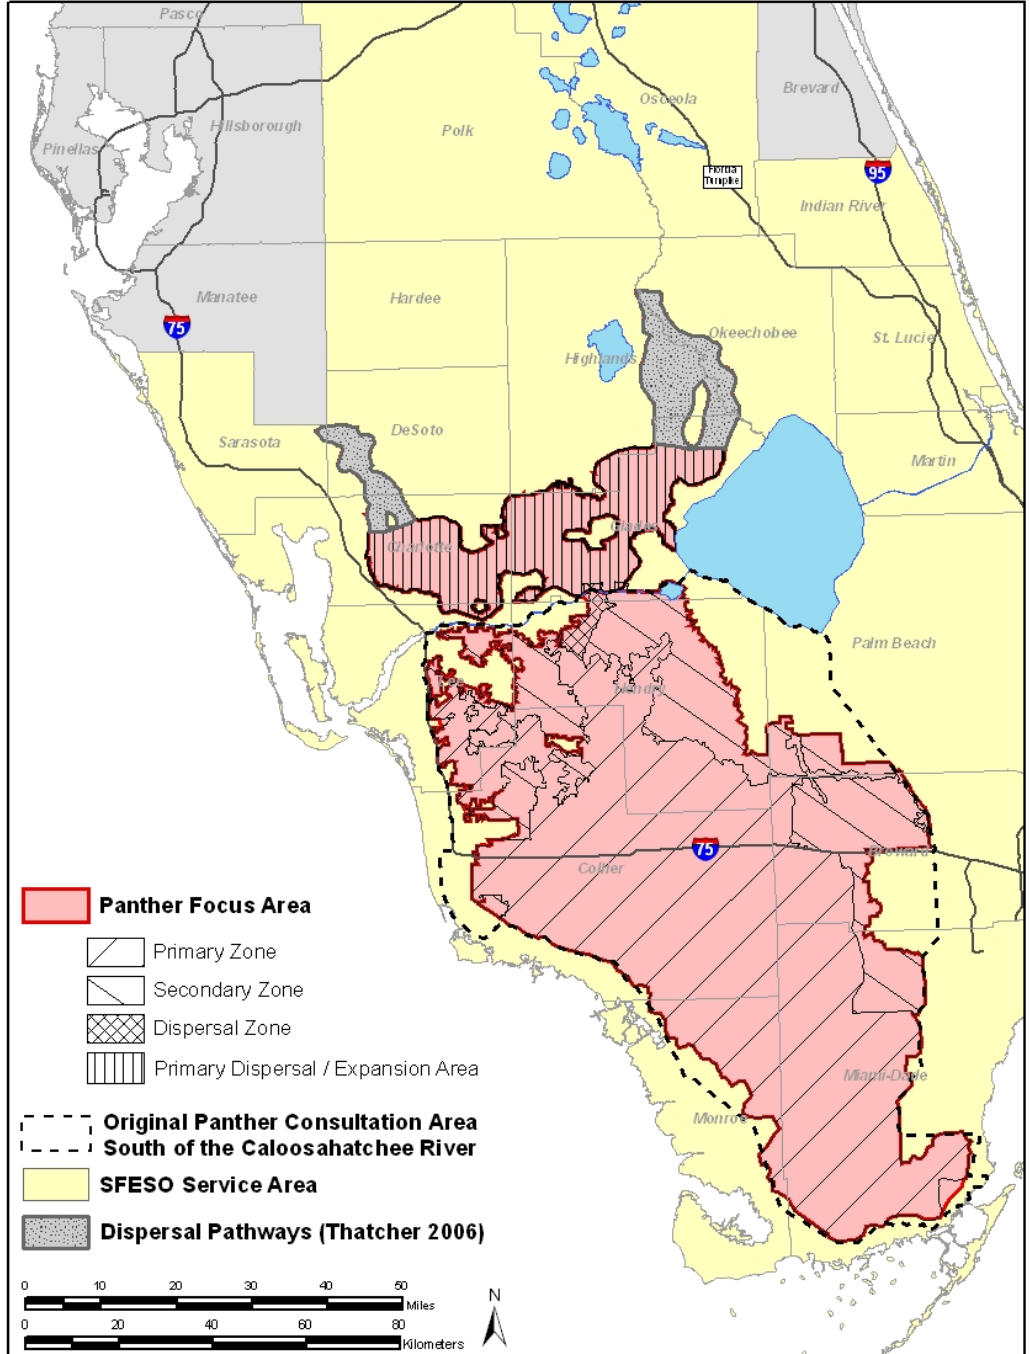 Pasco
Brevard
Osceola
Hillsborough
Polk
Pinellas
Florida
Turnpike
95
Indian River
Manatee
Hardee
75
Okeechobee
St. Lucie
Highlands
DeSoto
Sarasota
Martin
Glades
Charlotte
Palm Beach
Lee
Hendry
75
Broward
Collier
Panther Focus Area
Primary Zone
Secondary Zone
Dispersal Zone
Primary Dispersal / Expansion Area
Miami-Dade
Monroe
Original Panther Consultation Area
South of the Caloosahatchee River
SFESO Service Area
Dispersal Pathways (Thatcher 2006)
0 10 20 30 40 50
Miles
0 20 40 60 80
Kilometers
N